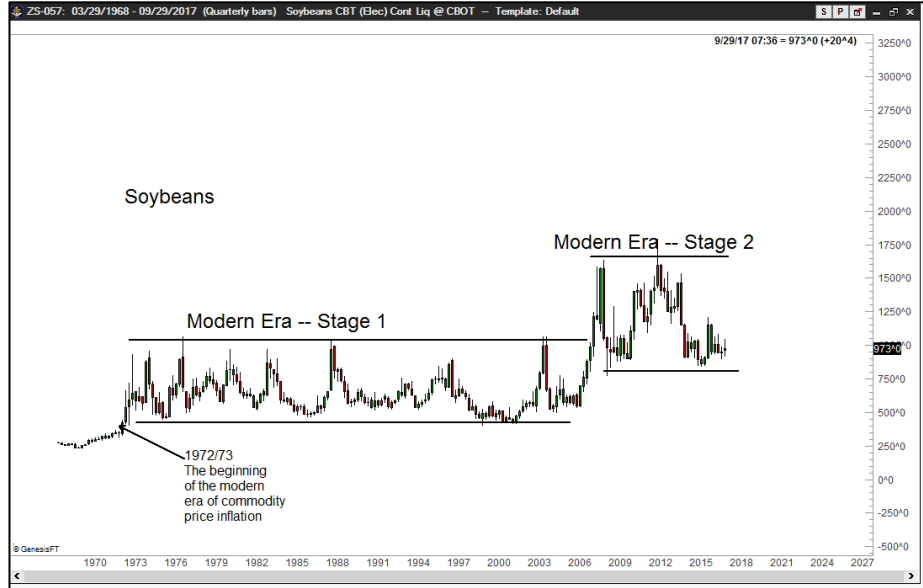 ZS-057: 03/29/1968 - 09/29/2017 (Quarterly bars) Soybeans CBT (Elec) Cont Liq @ CBOT — Template: Default
S P
9/29/17 07:36 = 973^0 (+20^4)
3250^0
3000^0
2750^0
2500^0
2250^0
Soybeans
2000^0
Modern Era -- Stage 2
1750^0
1500^0
Modern Era -- Stage 1
1250^0
1000^0
973^0
750^0
500^0
1972/73
The beginning
of the modern
era of commodity
price inflation
250^0
0^0
-250^0
© GenesisFT
-500^0
1970 1973 1976 1979 1982 1985 1988 1991 1994 1997 2000 2003 2006 2009 2012 2015 2018 2021 2024 2027